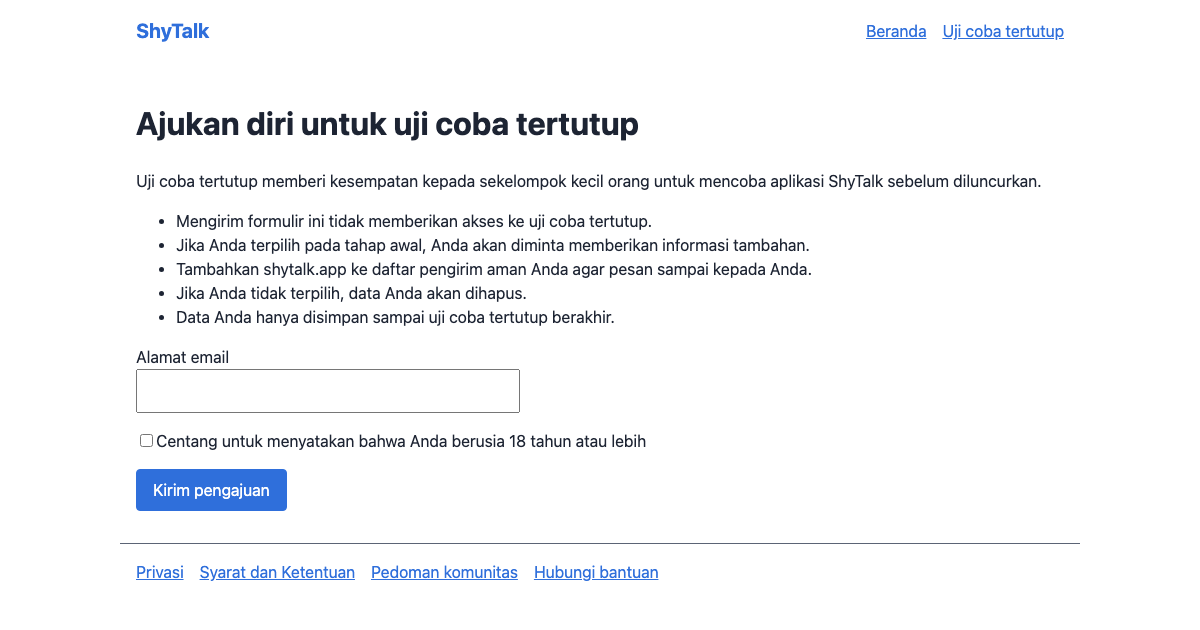 ShyTalk
Beranda
Uji coba tertutup
Ajukan diri untuk uji coba tertutup
Uji coba tertutup memberi kesempatan kepada sekelompok kecil orang untuk mencoba aplikasi ShyTalk sebelum diluncurkan.
Mengirim formulir ini tidak memberikan akses ke uji coba tertutup.
Jika Anda terpilih pada tahap awal, Anda akan diminta memberikan informasi tambahan.
Tambahkan shytalk.app ke daftar pengirim aman Anda agar pesan sampai kepada Anda.
Jika Anda tidak terpilih, data Anda akan dihapus.
Data Anda hanya disimpan sampai uji coba tertutup berakhir.
Alamat email
Centang untuk menyatakan bahwa Anda berusia 18 tahun atau lebih
Kirim pengajuan
Privasi
Syarat dan Ketentuan
Pedoman komunitas
Hubungi bantuan